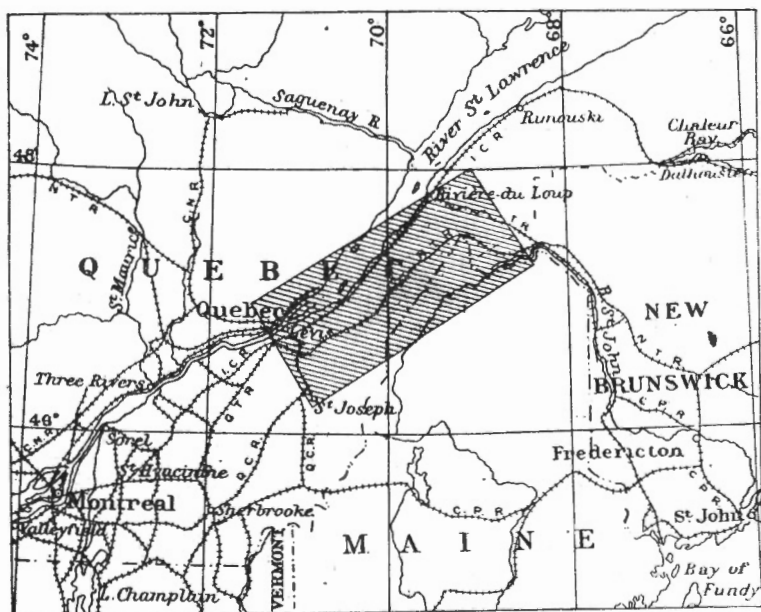 74°
72°
70°
68°
66°
L. St John
Saguenay R
River St Lawrence
Rimouski
I.C.R.
Chaleur
Bay
Dalhousie
48°
N T R
C.N.R.
Rivière-du Loup
St Maurice
Q U E B E C
Quebec
Levis
N.T.R.
R. St John
NEW
BRUNSWICK
N.T.R.
Three Rivers
I.C.R.
G.T.R.
St Joseph
C.P.R.
46°
C.N.R.
Sorel
Q.C.R.
Q.C.R.
Fredericton
St Hyacinthe
Montreal
Valleyfield
Sherbrooke
C.P.R.
C.P.R.
St John
M A I N E
VERMONT
L. Champlain
Bay of
Fundy